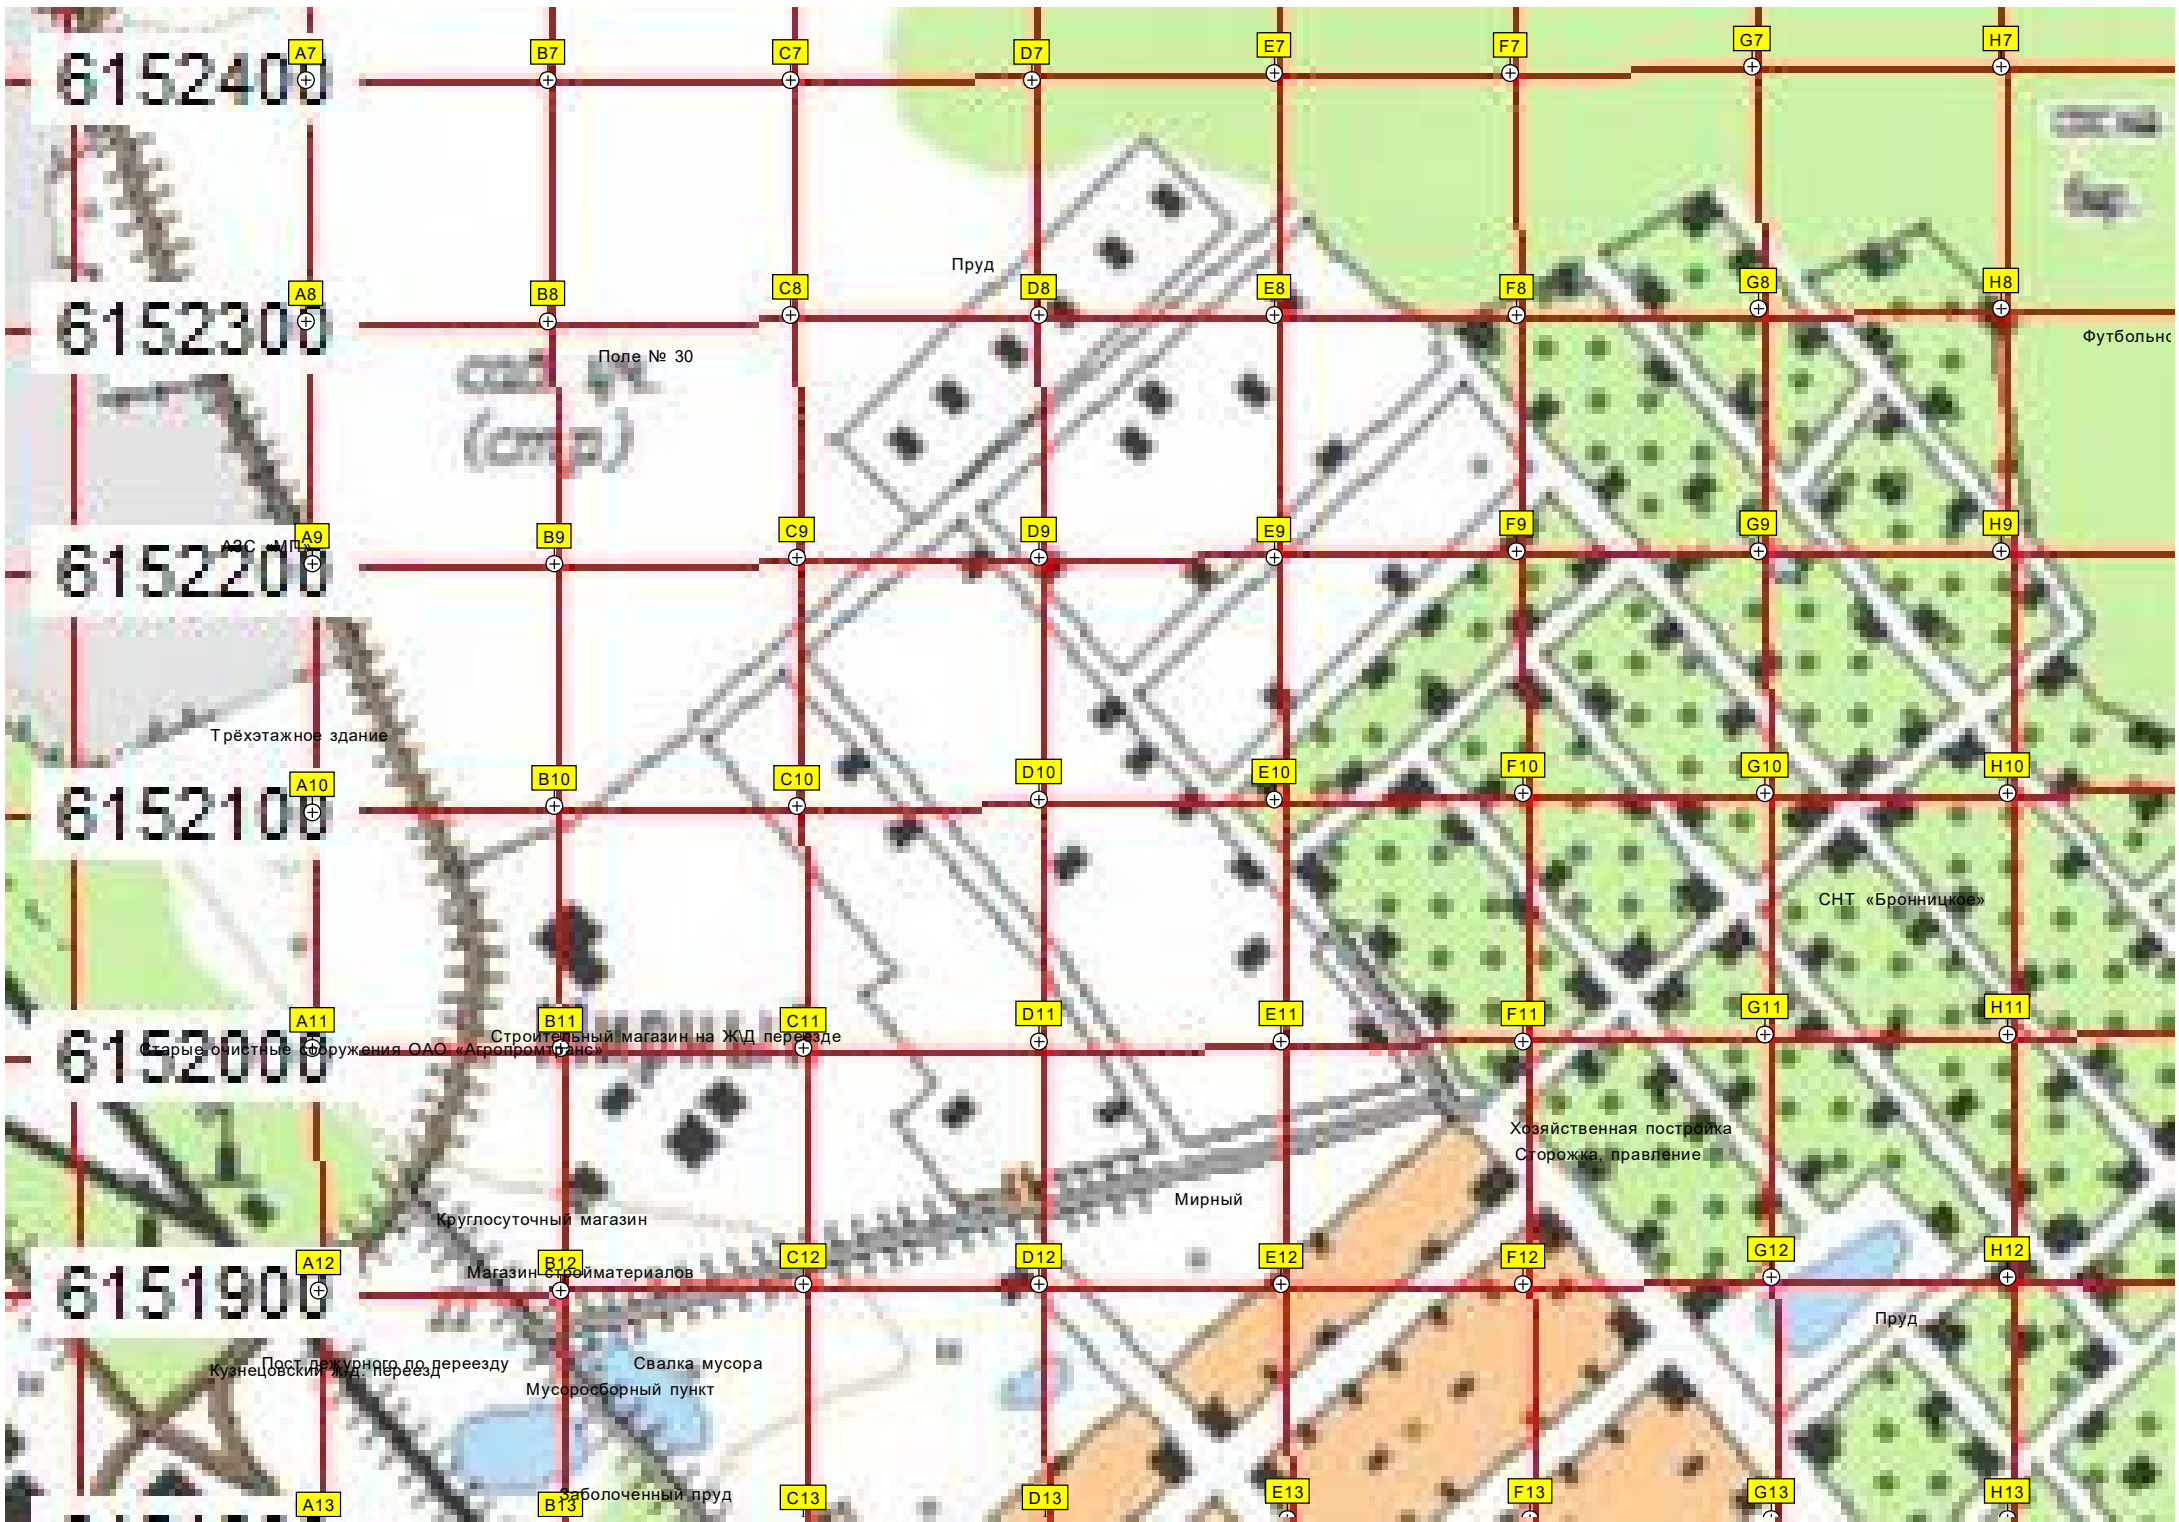 A7 B7 C7 D7 E7 F7 G7 H7
6152400
Пруд
A8 B8 C8 D8 E8 F8 G8 H8
6152300
Футбольно
Поле № 30
(стр)
A9 B9 C9 D9 E9 F9 G9 H9
АЗС «МП»
6152200
Трёхэтажное здание
A10 B10 C10 D10 E10 F10 G10 H10
6152100
СНТ «Бронницкое»
A11 B11 C11 D11 E11 F11 G11 H11
Строительный магазин на Ж\Д переезде
Старые очистные сооружения ОАО «Агропромтранс»
6152000
Хозяйственная постройка
Сторожка, правление
Мирный
Круглосуточный магазин
A12 B12 C12 D12 E12 F12 G12 H12
Магазин стройматериалов
6151900
Пруд
Пост дежурного по переезду
Свалка мусора
Кузнецовский ж/д. переезд
Мусоросборный пункт
Заболоченный пруд
A13 B13 C13 D13 E13 F13 G13 H13